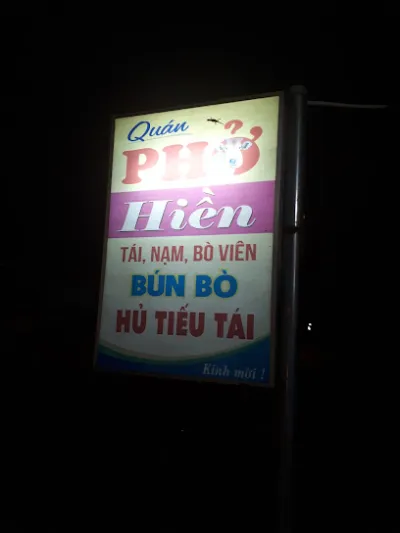 Quán
PHỞ
Hiền
TÁI, NẠM, BÒ VIÊN
BÚN BÒ
HỦ TIẾU TÁI
Kính mời !